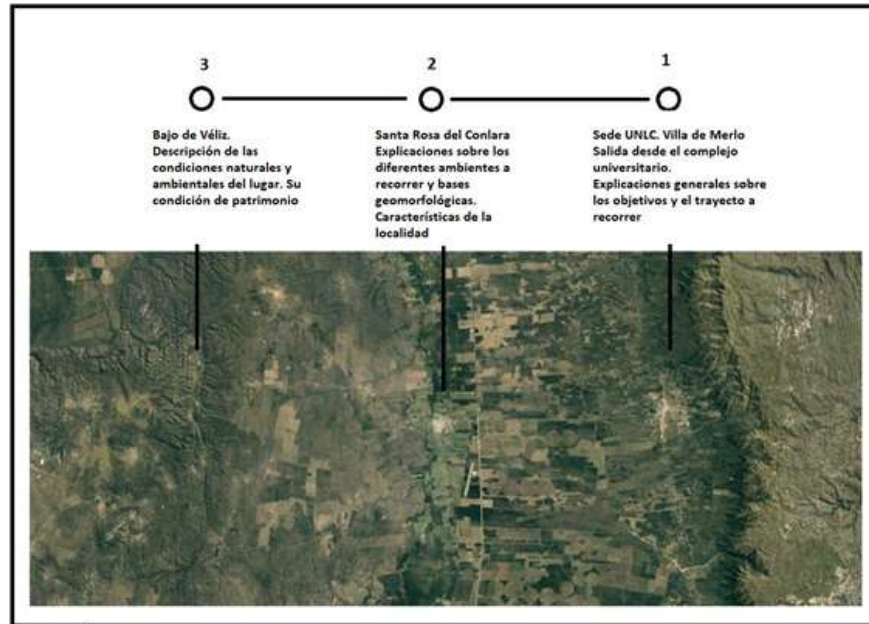 3
2
1
Bajo de Véliz.
Descripción de las
condiciones naturales y
ambientales del lugar. Su
condición de patrimonio
Santa Rosa del Conlara
Explicaciones sobre los
diferentes ambientes a
recorrer y bases
geomorfológicas.
Características de la
localidad
Sede UNLC. Villa de Merlo
Salida desde el complejo
universitario.
Explicaciones generales sobre
los objetivos y el trayecto a
recorrer